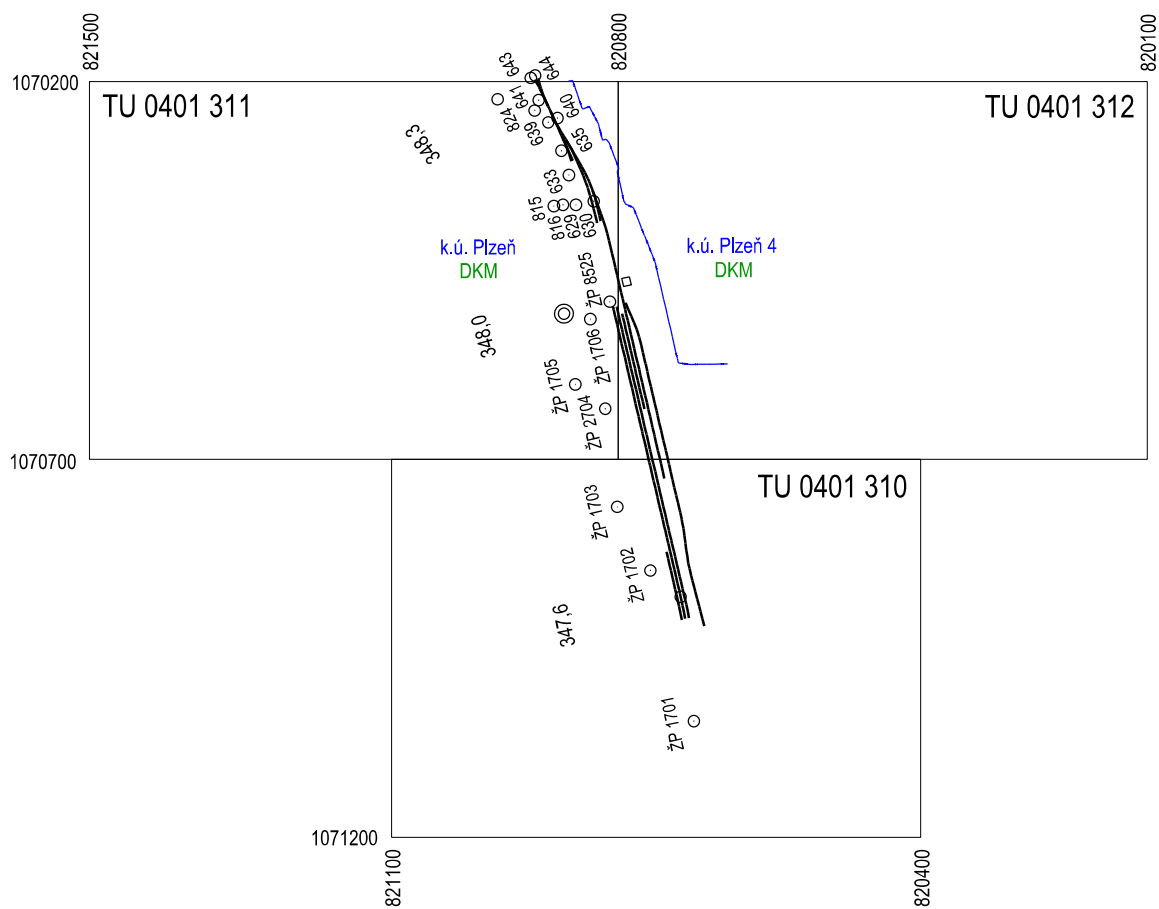 821500
820800
820100
1070200
TU 0401 311
TU 0401 312
643
644
641
640
824
639
635
348,3
633
815
816
629
630
k.ú. Plzeň
DKM
k.ú. Plzeň 4
DKM
ŽP 8525
348,0
ŽP 1706
ŽP 1705
ŽP 2704
1070700
TU 0401 310
ŽP 1703
ŽP 1702
347,6
ŽP 1701
1071200
821100
820400